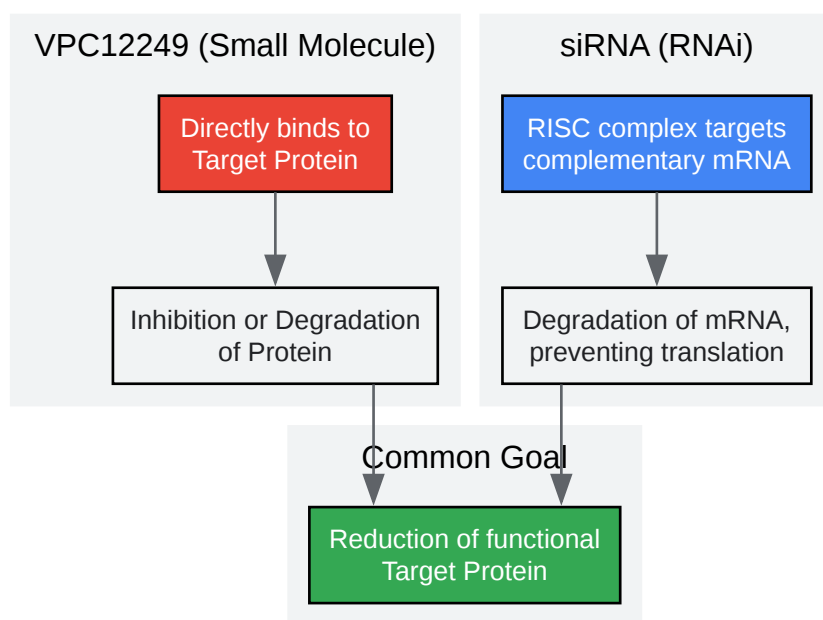 VPC12249 (Small Molecule)
Directly binds to
Target Protein
Inhibition or Degradation
of Protein
siRNA (RNAi)
RISC complex targets
complementary mRNA
Degradation of mRNA,
preventing translation
Common Goal
Reduction of functional
Target Protein